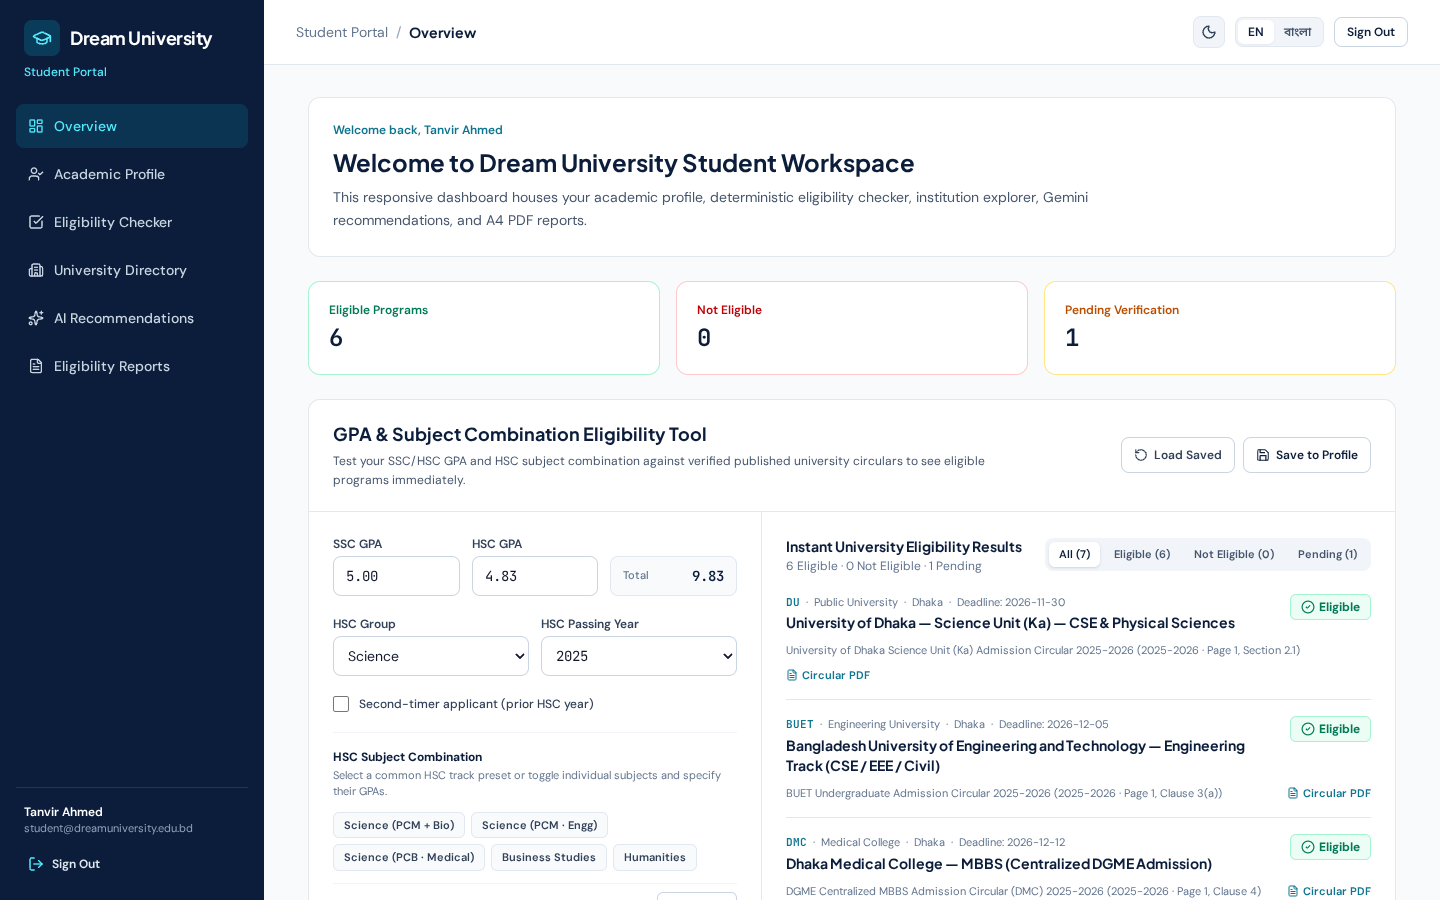 Dream University
Student Portal
Overview
Academic Profile
Eligibility Checker
University Directory
AI Recommendations
Eligibility Reports
Tanvir Ahmed
student@dreamuniversity.edu.bd
Sign Out
Student Portal / Overview
EN বাংলা Sign Out
Welcome back, Tanvir Ahmed
Welcome to Dream University Student Workspace
This responsive dashboard houses your academic profile, deterministic eligibility checker, institution explorer, Gemini
recommendations, and A4 PDF reports.
Eligible Programs
6
Not Eligible
0
Pending Verification
1
GPA & Subject Combination Eligibility Tool
Test your SSC/HSC GPA and HSC subject combination against verified published university circulars to see eligible
programs immediately.
Load Saved
Save to Profile
SSC GPA
5.00
HSC GPA
4.83
Total 9.83
HSC Group
Science
HSC Passing Year
2025
Second-timer applicant (prior HSC year)
HSC Subject Combination
Select a common HSC track preset or toggle individual subjects and specify
their GPAs.
Science (PCM + Bio) Science (PCM · Engg)
Science (PCB · Medical) Business Studies Humanities
Instant University Eligibility Results
6 Eligible · 0 Not Eligible · 1 Pending
All (7) Eligible (6) Not Eligible (0) Pending (1)
DU · Public University · Dhaka · Deadline: 2026-11-30
Eligible
University of Dhaka — Science Unit (Ka) — CSE & Physical Sciences
University of Dhaka Science Unit (Ka) Admission Circular 2025-2026 (2025-2026 · Page 1, Section 2.1)
Circular PDF
BUET · Engineering University · Dhaka · Deadline: 2026-12-05
Eligible
Bangladesh University of Engineering and Technology — Engineering
Track (CSE / EEE / Civil)
BUET Undergraduate Admission Circular 2025-2026 (2025-2026 · Page 1, Clause 3(a))
Circular PDF
DMC · Medical College · Dhaka · Deadline: 2026-12-12
Eligible
Dhaka Medical College — MBBS (Centralized DGME Admission)
DGME Centralized MBBS Admission Circular (DMC) 2025-2026 (2025-2026 · Page 1, Clause 4)
Circular PDF